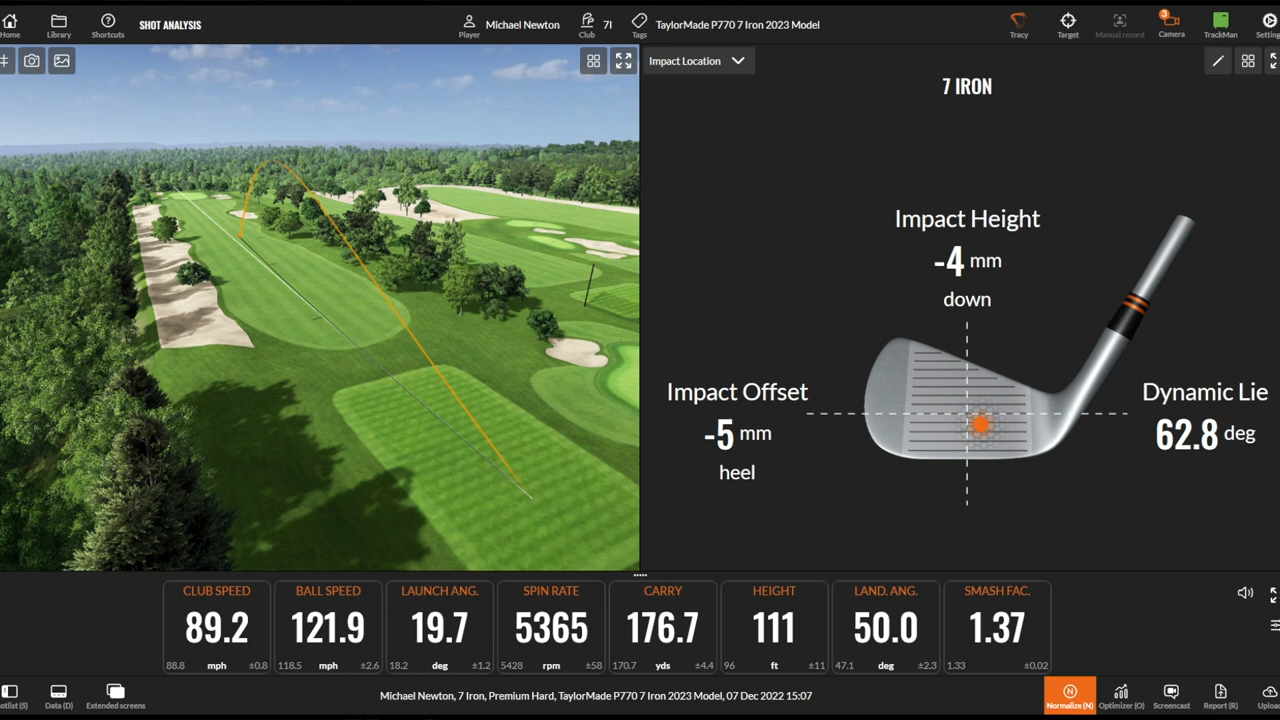 Home
Library
Shortcuts
SHOT ANALYSIS
Player
Michael Newton
Club
7I
Tags
TaylorMade P770 7 Iron 2023 Model
Tracy
Target
Manual record
3
Camera
TrackMan
Setting
Impact Location
7 IRON
Impact Height
-4 mm
down
Impact Offset
-5 mm
heel
Dynamic Lie
62.8 deg
CLUB SPEED
89.2
88.8 mph ±0.8
BALL SPEED
121.9
118.5 mph ±2.6
LAUNCH ANG.
19.7
18.2 deg ±1.2
SPIN RATE
5365
5428 rpm ±58
CARRY
176.7
170.7 yds ±4.4
HEIGHT
111
96 ft ±11
LAND. ANG.
50.0
47.1 deg ±2.3
SMASH FAC.
1.37
1.33 ±0.02
otlist (S)
Data (D)
Extended screens
Michael Newton, 7 Iron, Premium Hard, TaylorMade P770 7 Iron 2023 Model, 07 Dec 2022 15:07
N
Normalize (N)
Optimizer (O)
Screencast
Report (R)
Upload